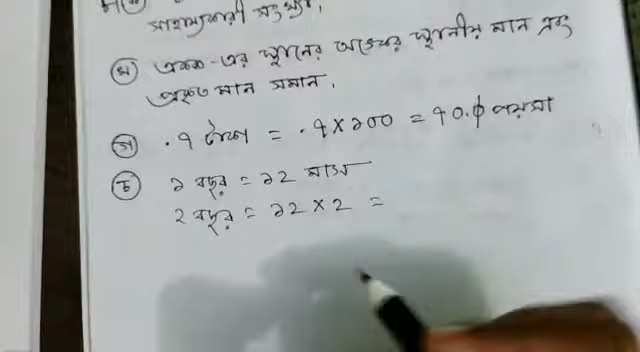 সাহায্যকারী সংখ্যা,
ঘ একক-এর স্থানের অঙ্কের স্থানীয় মান এবং
প্রকৃত মান সমান.
.৭ টাকা = .৭ X ১০০ = ৭০.০ পয়সা
চ ১ বছর = ১২ মাস
২ বছর = ১২ X ২ =